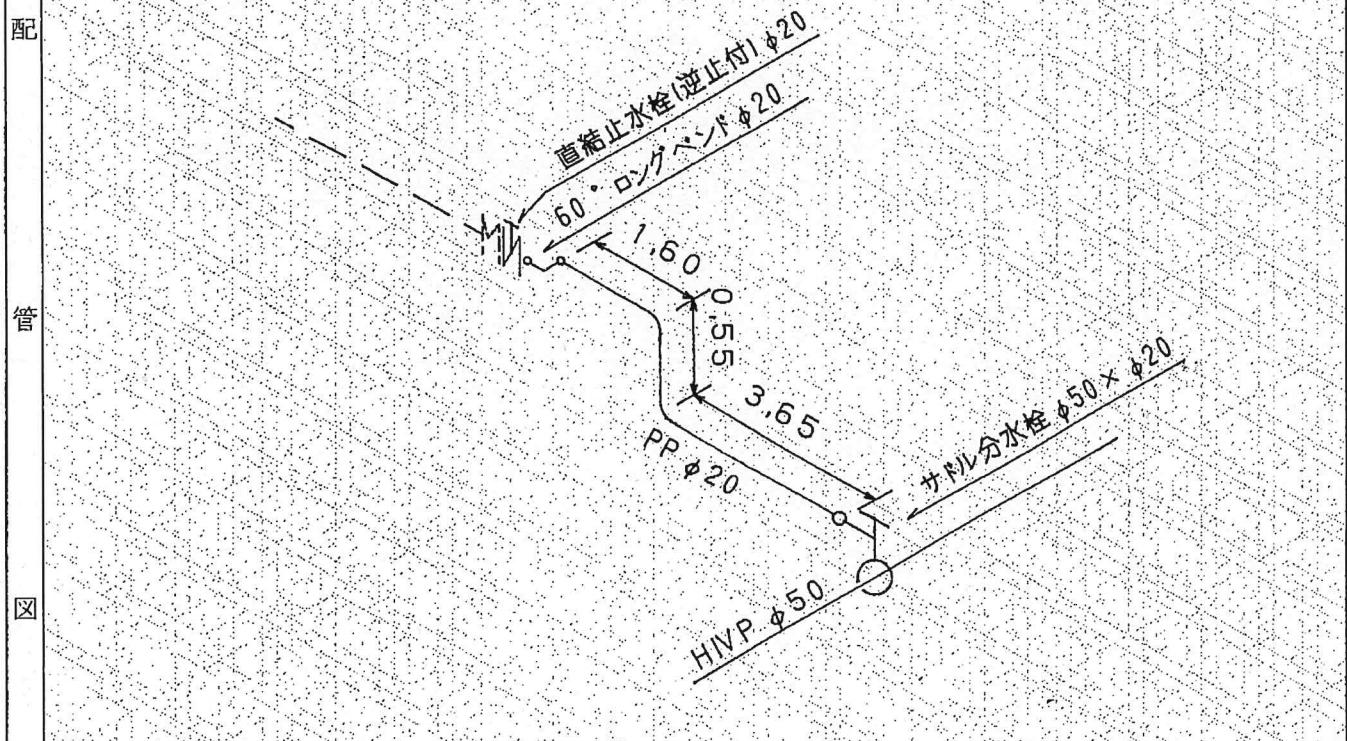 配管図
直結止水栓(逆止付) φ20
60° ロングベンド φ20
1,60
0,55
3,65
PP φ20
サドル分水栓 φ50×φ20
HIVP φ50